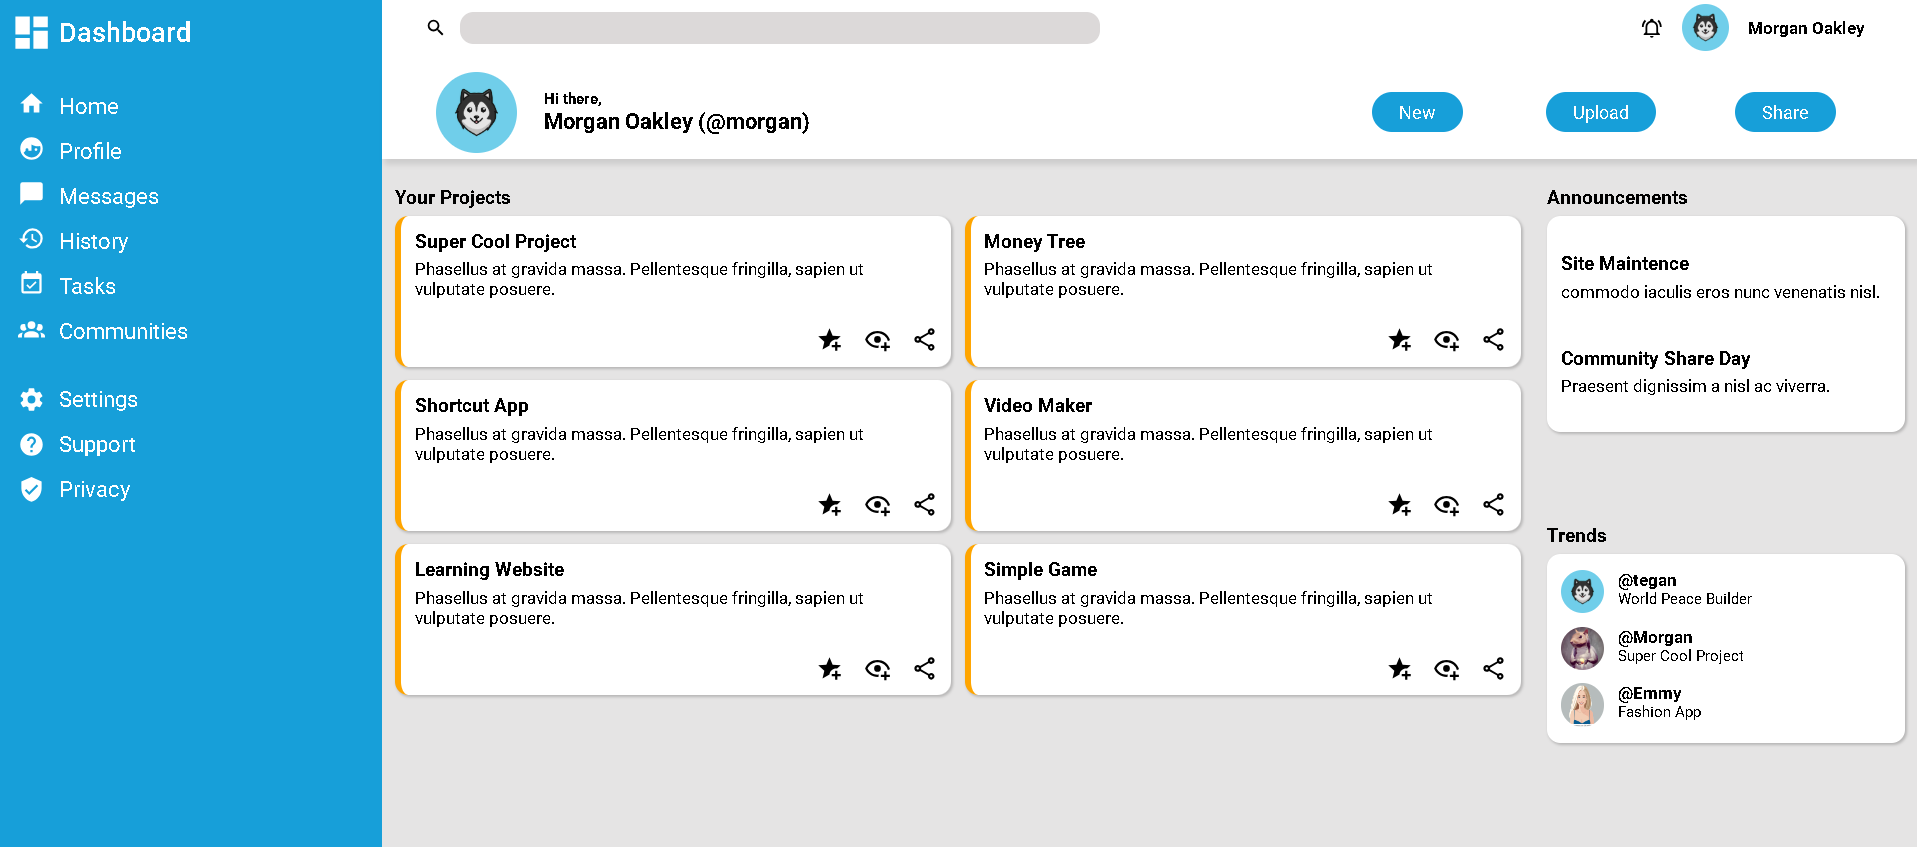 Dashboard
Home
Profile
Messages
History
Tasks
Communities
Settings
Support
Privacy
Morgan Oakley
Hi there,
Morgan Oakley (@morgan)
New
Upload
Share
Your Projects
Super Cool Project
Phasellus at gravida massa. Pellentesque fringilla, sapien ut
vulputate posuere.
Money Tree
Phasellus at gravida massa. Pellentesque fringilla, sapien ut
vulputate posuere.
Shortcut App
Phasellus at gravida massa. Pellentesque fringilla, sapien ut
vulputate posuere.
Video Maker
Phasellus at gravida massa. Pellentesque fringilla, sapien ut
vulputate posuere.
Learning Website
Phasellus at gravida massa. Pellentesque fringilla, sapien ut
vulputate posuere.
Simple Game
Phasellus at gravida massa. Pellentesque fringilla, sapien ut
vulputate posuere.
Announcements
Site Maintence
commodo iaculis eros nunc venenatis nisl.
Community Share Day
Praesent dignissim a nisl ac viverra.
Trends
@tegan
World Peace Builder
@Morgan
Super Cool Project
@Emmy
Fashion App